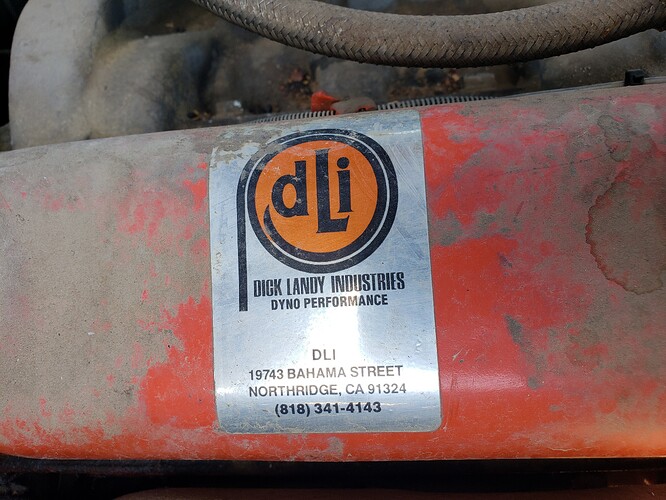 dLi
DICK LANDY INDUSTRIES
DYNO PERFORMANCE
DLI
19743 BAHAMA STREET
NORTHRIDGE, CA 91324
(818) 341-4143